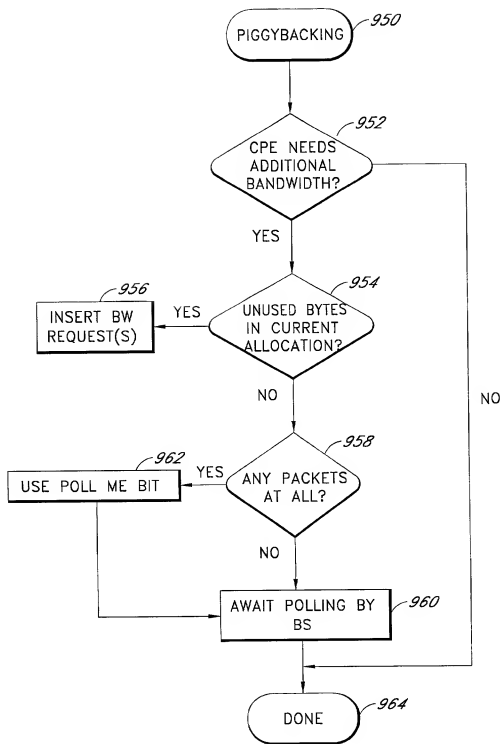 PIGGYBACKING
950
952
CPE NEEDS
ADDITIONAL
BANDWIDTH?
YES
956
954
INSERT BW
REQUEST(S)
YES
UNUSED BYTES
IN CURRENT
ALLOCATION?
NO
NO
958
962
USE POLL ME BIT
YES
ANY PACKETS
AT ALL?
NO
AWAIT POLLING BY
BS
960
DONE
964